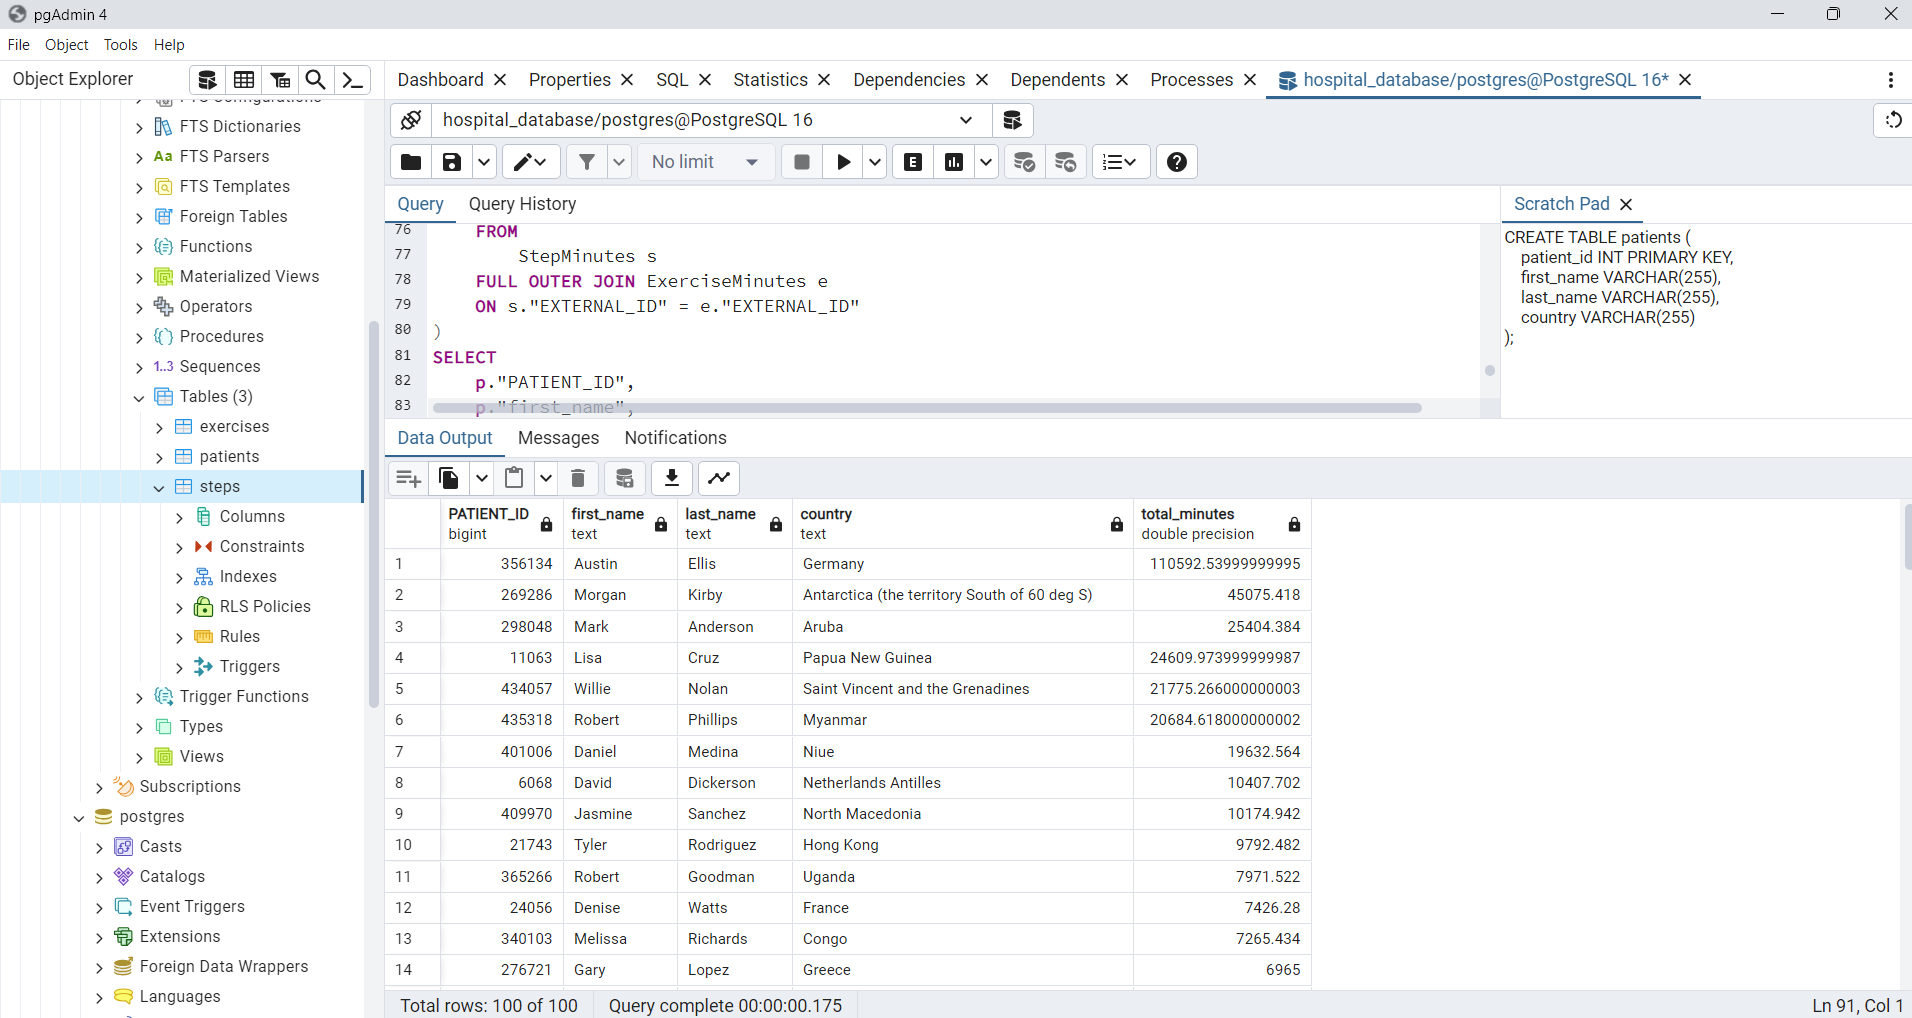 pgAdmin 4
File Object Tools Help
Object Explorer
FTS Configurations
FTS Dictionaries
Aa FTS Parsers
FTS Templates
Foreign Tables
Functions
Materialized Views
Operators
Procedures
1..3 Sequences
Tables (3)
exercises
patients
steps
Columns
Constraints
Indexes
RLS Policies
Rules
Triggers
Trigger Functions
Types
Views
Subscriptions
postgres
Casts
Catalogs
Event Triggers
Extensions
Foreign Data Wrappers
Languages
Dashboard Properties SQL Statistics Dependencies Dependents Processes hospital_database/postgres@PostgreSQL 16*
hospital_database/postgres@PostgreSQL 16
No limit E
Query Query History
76 FROM
77 StepMinutes s
78 FULL OUTER JOIN ExerciseMinutes e
79 ON s."EXTERNAL_ID" = e."EXTERNAL_ID"
80 )
81 SELECT
82 p."PATIENT_ID",
83 p."first_name",
Scratch Pad
CREATE TABLE patients (
patient_id INT PRIMARY KEY,
first_name VARCHAR(255),
last_name VARCHAR(255),
country VARCHAR(255)
);
Data Output Messages Notifications
PATIENT_ID first_name last_name country total_minutes
bigint text text text double precision
1 356134 Austin Ellis Germany 110592.53999999995
2 269286 Morgan Kirby Antarctica (the territory South of 60 deg S) 45075.418
3 298048 Mark Anderson Aruba 25404.384
4 11063 Lisa Cruz Papua New Guinea 24609.973999999987
5 434057 Willie Nolan Saint Vincent and the Grenadines 21775.266000000003
6 435318 Robert Phillips Myanmar 20684.618000000002
7 401006 Daniel Medina Niue 19632.564
8 6068 David Dickerson Netherlands Antilles 10407.702
9 409970 Jasmine Sanchez North Macedonia 10174.942
10 21743 Tyler Rodriguez Hong Kong 9792.482
11 365266 Robert Goodman Uganda 7971.522
12 24056 Denise Watts France 7426.28
13 340103 Melissa Richards Congo 7265.434
14 276721 Gary Lopez Greece 6965
Total rows: 100 of 100 Query complete 00:00:00.175 Ln 91, Col 1